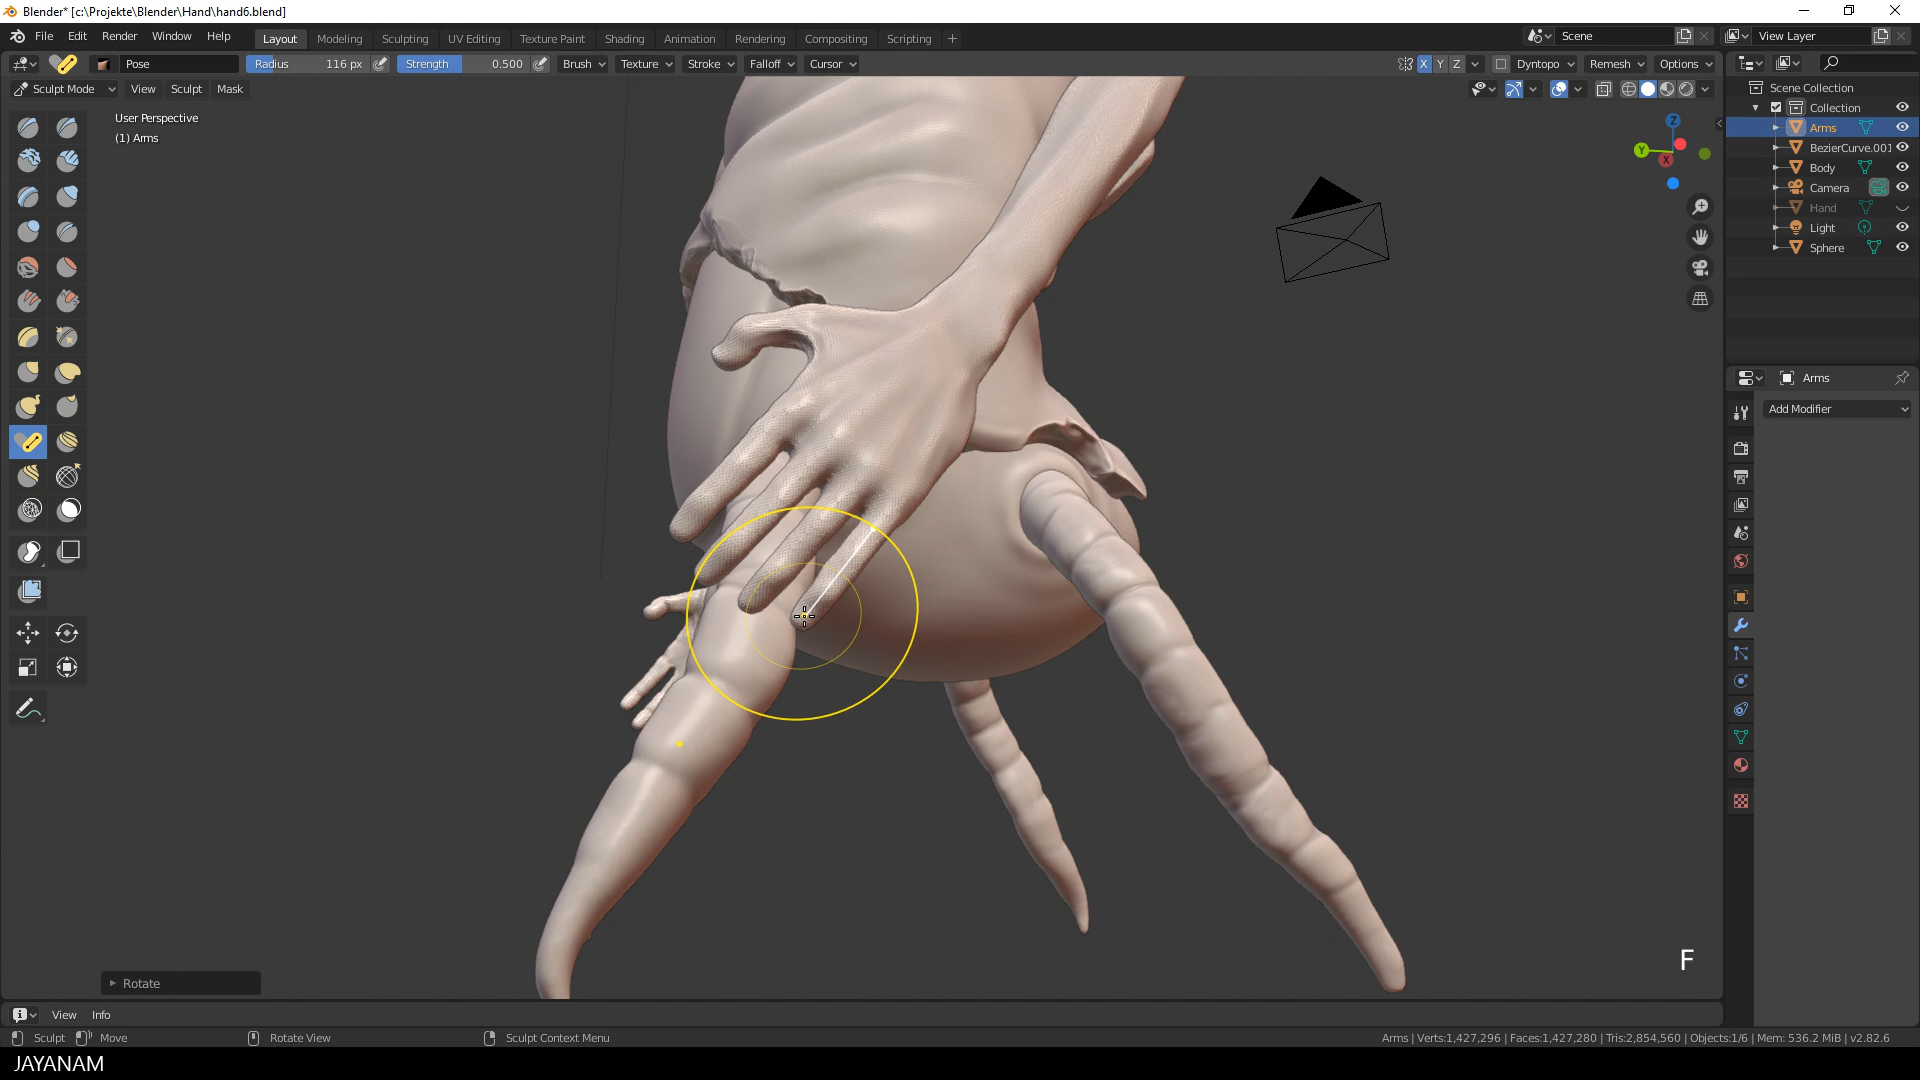 Blender* [c:\Projekte\Blender\Hand\hand6.blend]
File Edit Render Window Help Layout Modeling Sculpting UV Editing Texture Paint Shading Animation Rendering Compositing Scripting + Scene View Layer
Pose Radius 116 px Strength 0.500 Brush Texture Stroke Falloff Cursor X Y Z Dyntopo Remesh Options
Sculpt Mode View Sculpt Mask
User Perspective
(1) Arms
Z
Y
X
Scene Collection
Collection
Arms
BezierCurve.001
Body
Camera
Hand
Light
Sphere
Arms
Add Modifier
F
Rotate
View Info
Sculpt Move Rotate View Sculpt Context Menu Arms | Verts:1,427,296 | Faces:1,427,280 | Tris:2,854,560 | Objects:1/6 | Mem: 536.2 MiB | v2.82.6
JAYANAM